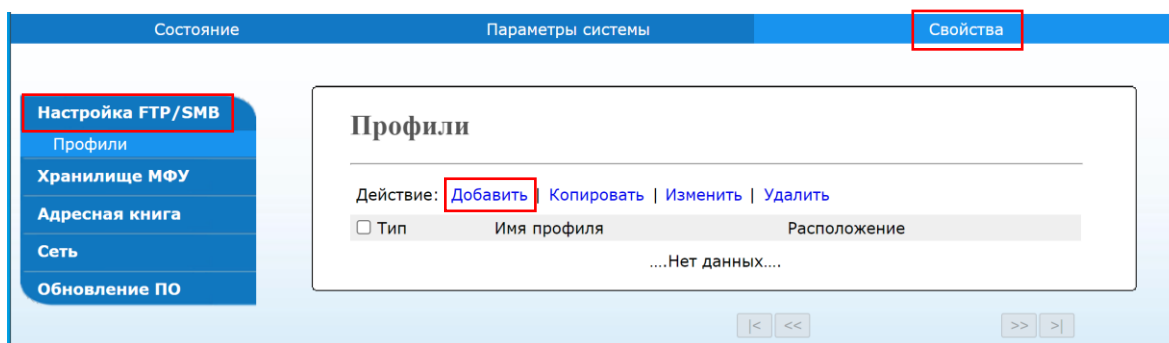 Состояние Параметры системы Свойства
Настройка FTP/SMB
Профили
Хранилище МФУ
Адресная книга
Сеть
Обновление ПО
Профили
Действие: Добавить | Копировать | Изменить | Удалить
Тип Имя профиля Расположение
....Нет данных....
|< << >> >|